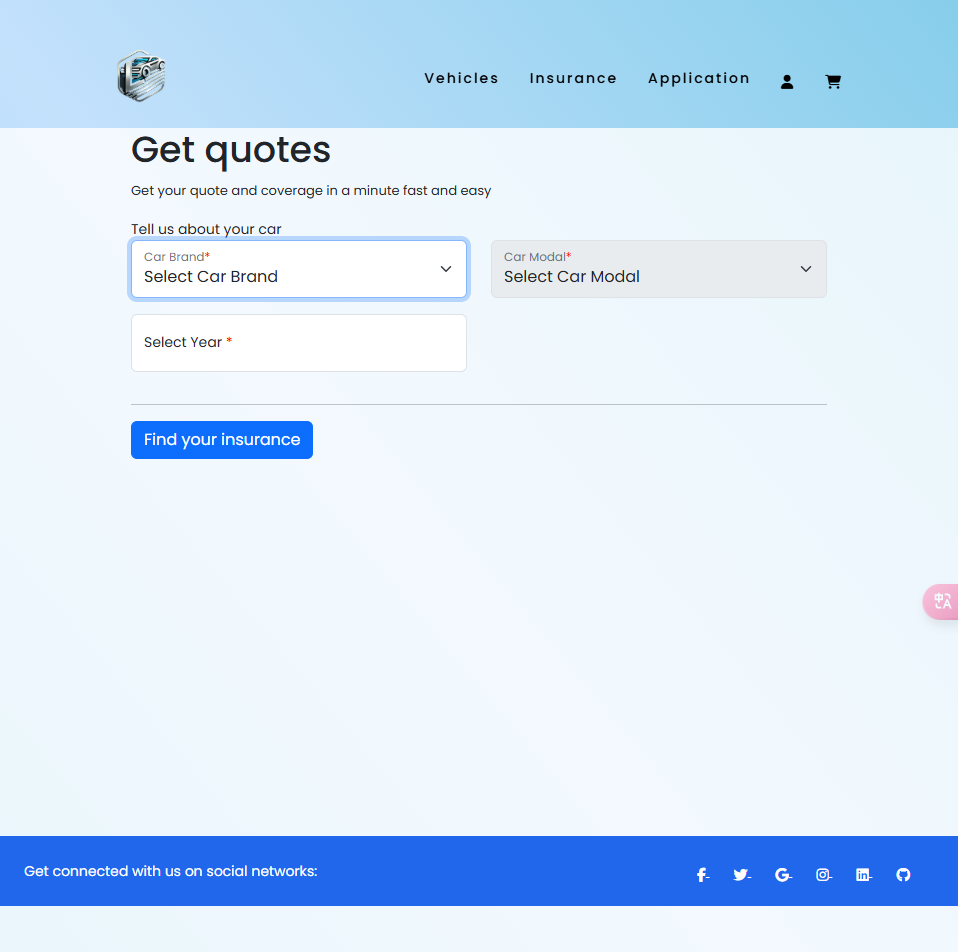 Vehicles Insurance Application
Get quotes
Get your quote and coverage in a minute fast and easy
Tell us about your car
Car Brand*
Select Car Brand
Car Modal*
Select Car Modal
Select Year *
Find your insurance
中A
Get connected with us on social networks: